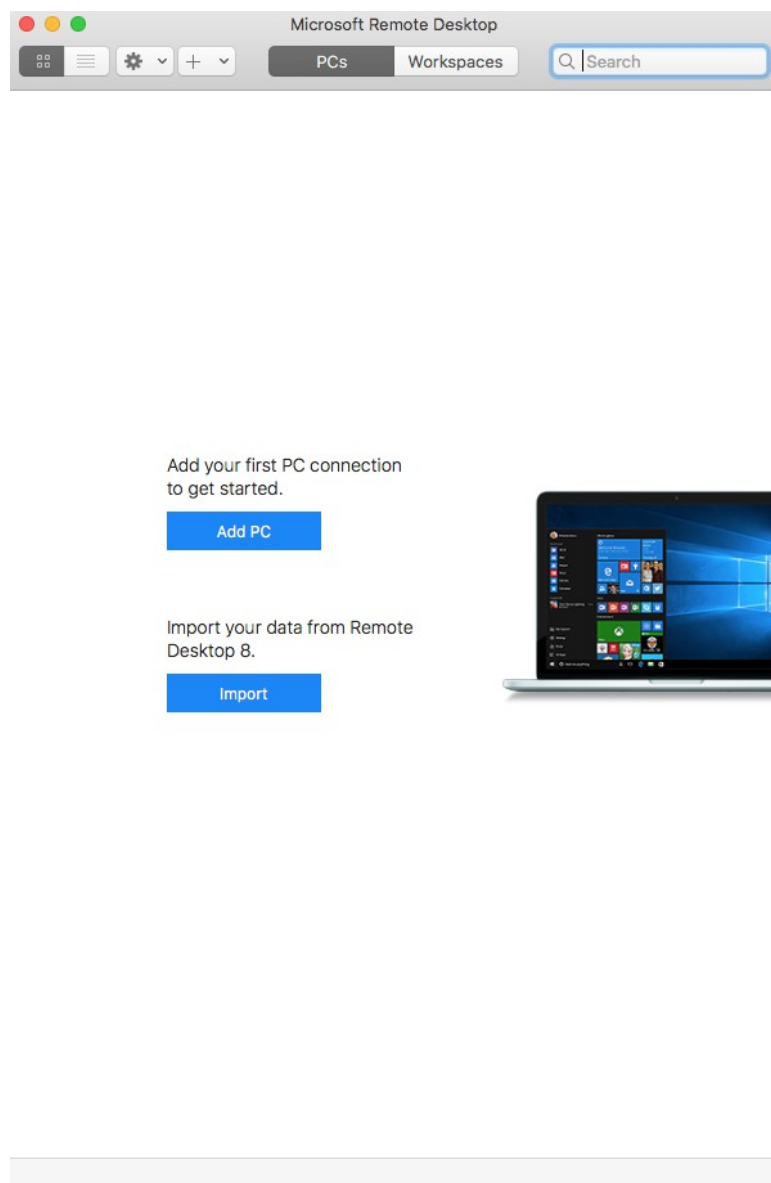 Microsoft Remote Desktop
PCs Workspaces Search
Add your first PC connection
to get started.
Add PC
Import your data from Remote
Desktop 8.
Import